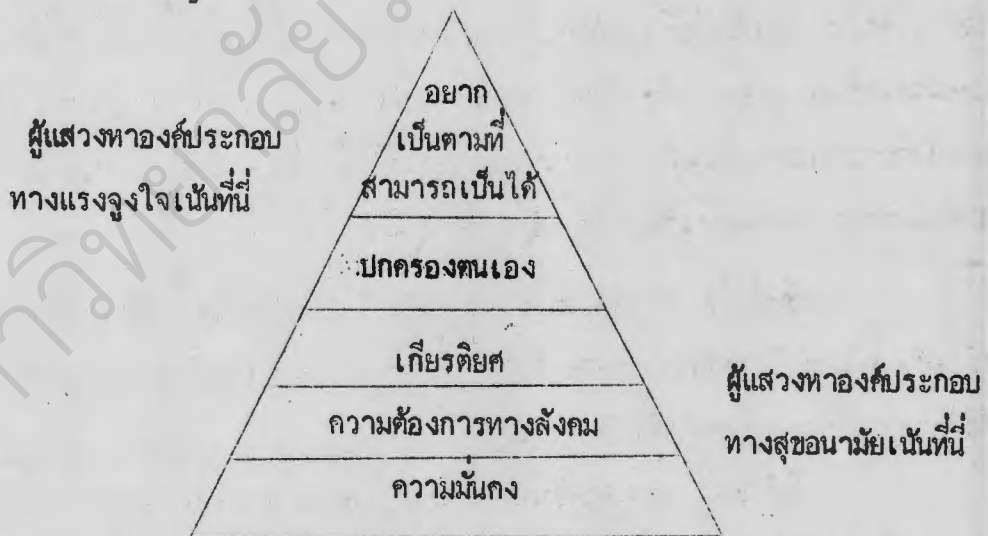 อยาก
เป็นตามที่
สามารถเป็นได้
ผู้แสวงหาองค์ประกอบ
ทางแรงจูงใจเน้นที่นี่
ปกครองตนเอง
เกียรติยศ
ความต้องการทางสังคม
ความมั่นคง
ผู้แสวงหาองค์ประกอบ
ทางสุขอนามัยเน้นที่นี่